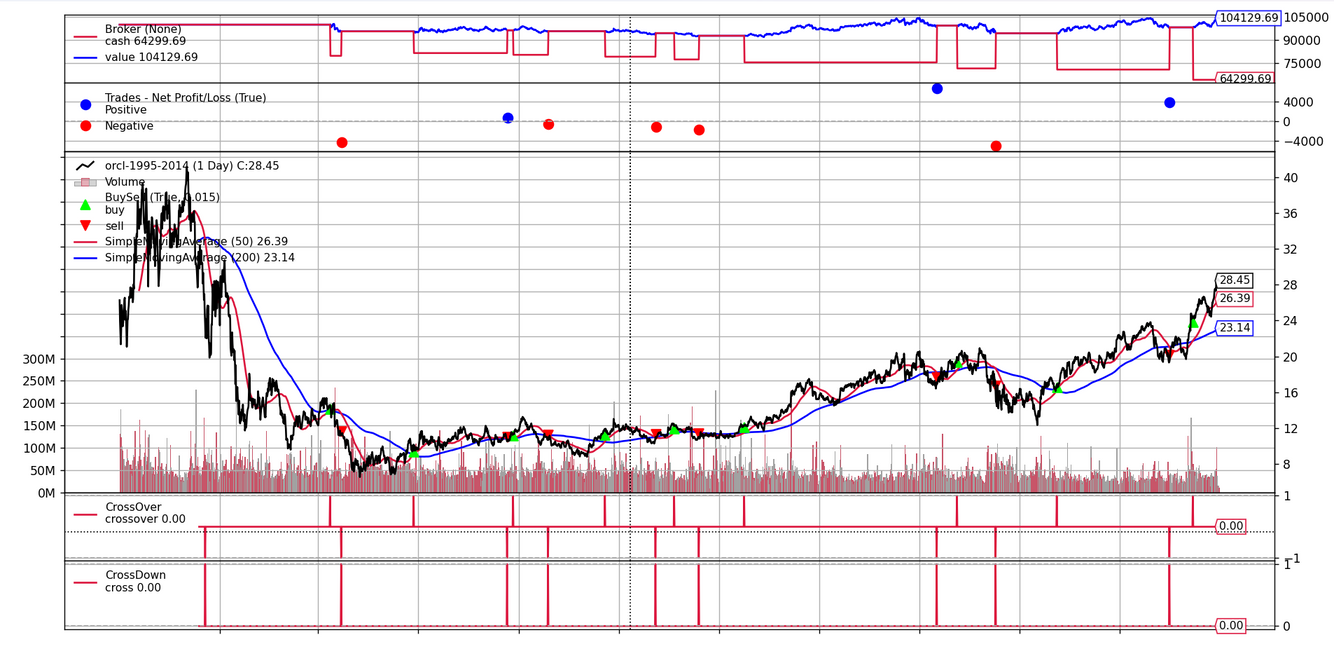 Broker (None)
cash 64299.69
value 104129.69
104129.69
105000
90000
75000
64299.69
Trades - Net Profit/Loss (True)
Positive
Negative
4000
0
−4000
orcl-1995-2014 (1 Day) C:28.45
Volume
BuySell (True, 0.015)
buy
sell
SimpleMovingAverage (50) 26.39
SimpleMovingAverage (200) 23.14
40
36
32
28
24
20
16
12
8
28.45
26.39
23.14
300M
250M
200M
150M
100M
50M
0M
CrossOver
crossover 0.00
1
0.00
−1
CrossDown
cross 0.00
1
0.00
0